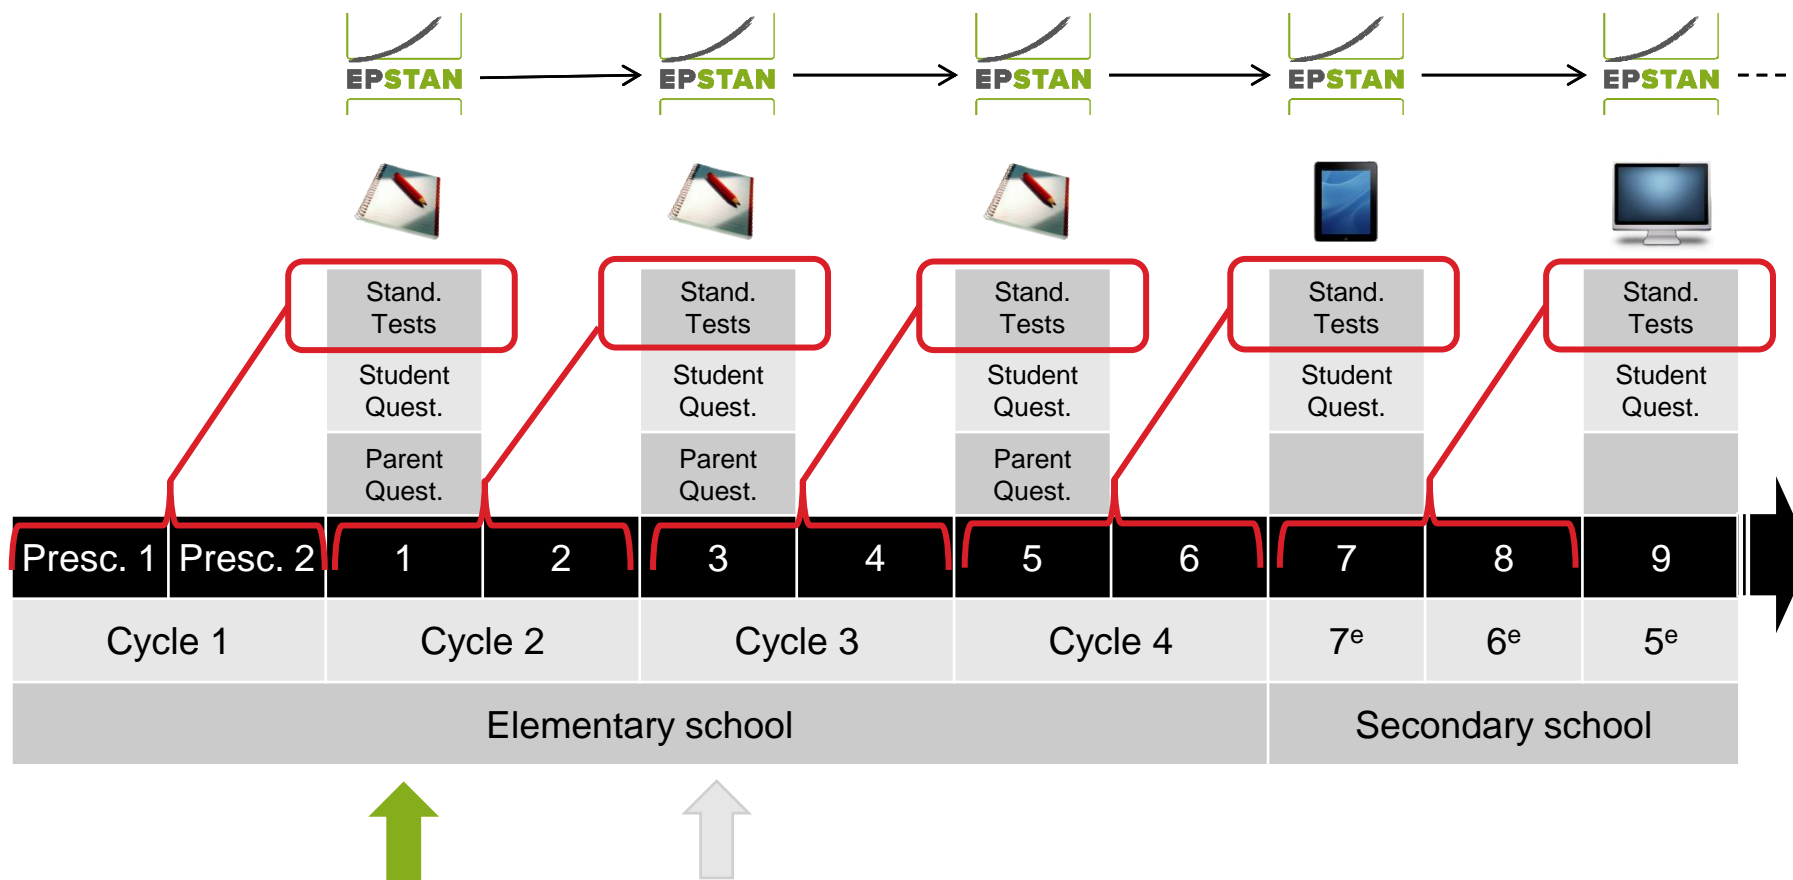 EPSTAN EPSTAN EPSTAN EPSTAN EPSTAN
Stand. Stand. Stand. Stand. Stand.
Tests Tests Tests Tests Tests
Student Student Student Student Student
Quest. Quest. Quest. Quest. Quest.
Parent Parent Parent
Quest. Quest. Quest.
Presc. 1 Presc. 2 1 2 3 4 5 6 7 8 9
Cycle 1 Cycle 2 Cycle 3 Cycle 4 7e 6e 5e
Elementary school Secondary school